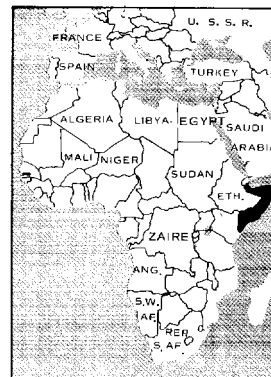 U. S. S. R.
FRANCE
SPAIN
TURKEY
ALGERIA
LIBYA
EGYPT
SAUDI
ARABIA
MALI
NIGER
SUDAN
ETH.
ZAIRE
ANG.
S.W.
AF.
REP.
S. AF.